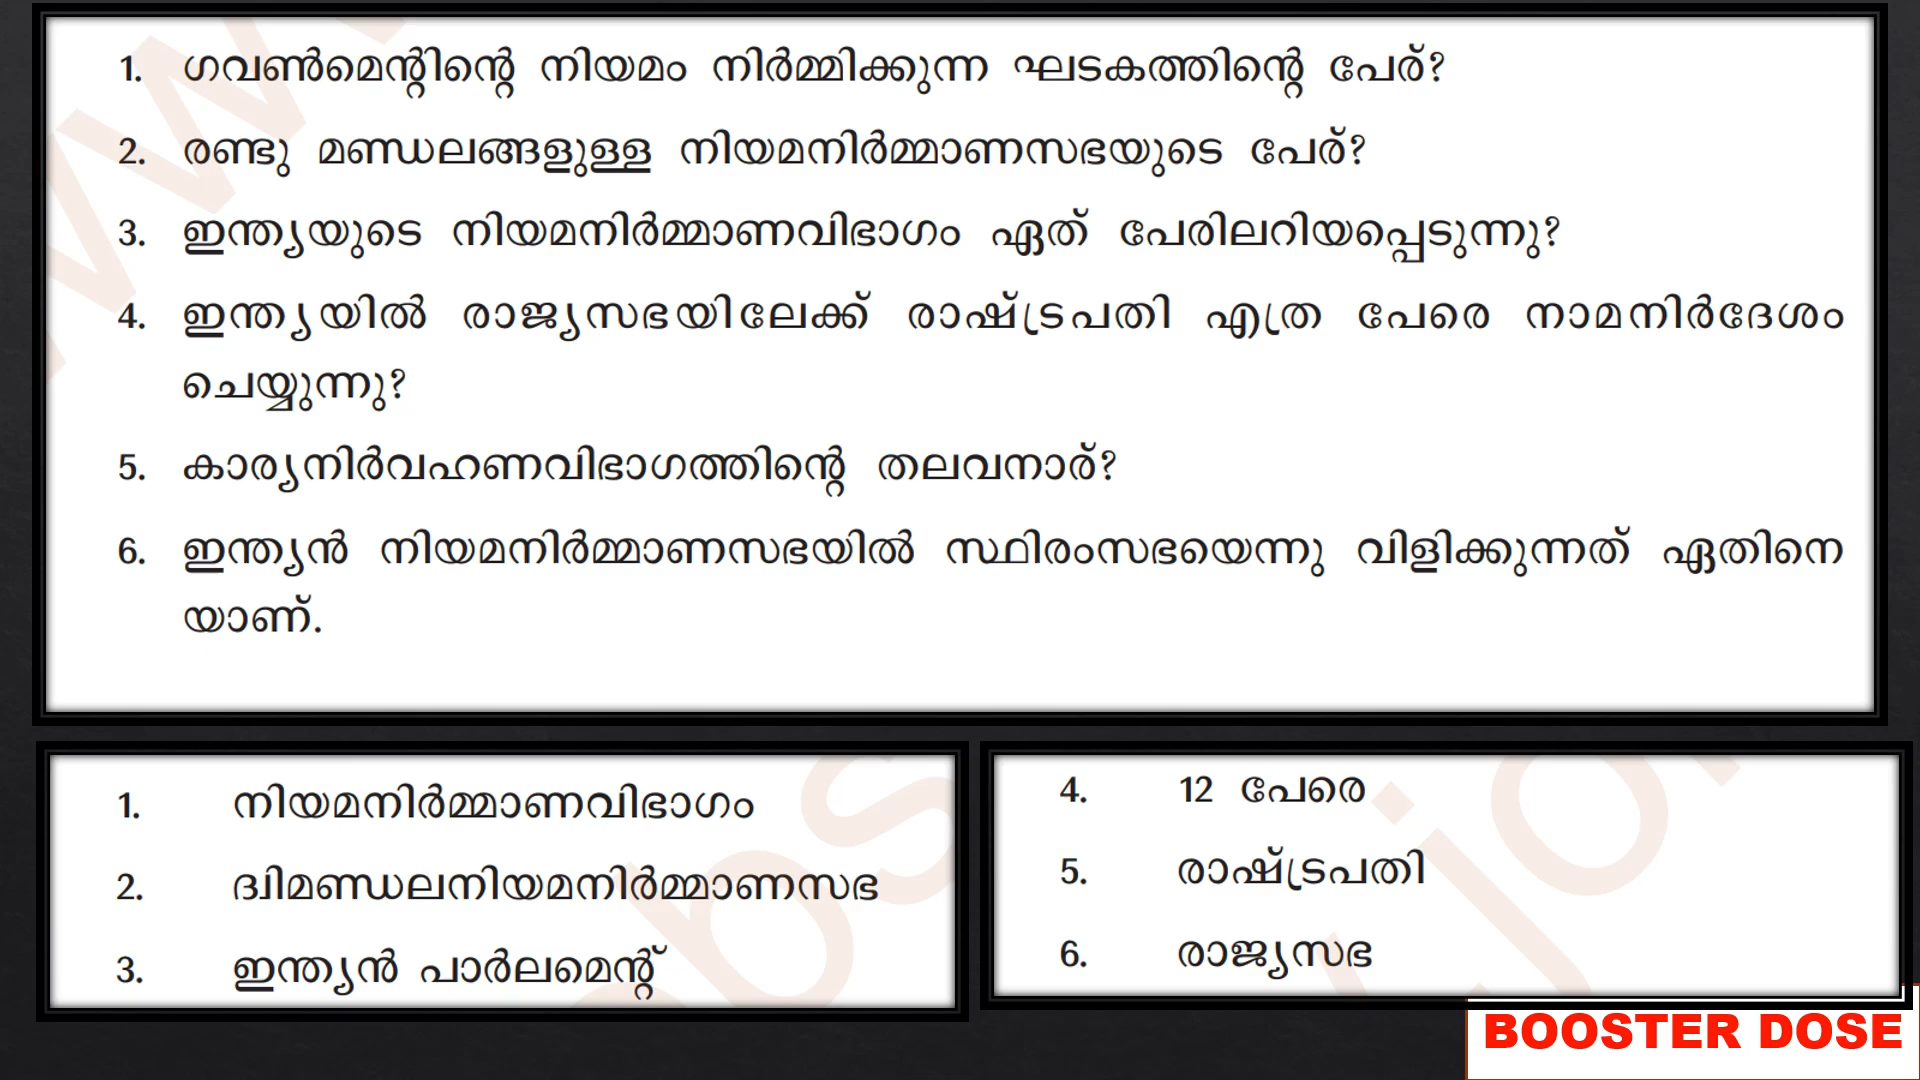 1. ഗവൺമെന്റിന്റെ നിയമം നിർമ്മിക്കുന്ന ഘടകത്തിന്റെ പേര്?
2. രണ്ടു മണ്ഡലങ്ങളുള്ള നിയമനിർമ്മാണസഭയുടെ പേര്?
3. ഇന്ത്യയുടെ നിയമനിർമ്മാണവിഭാഗം ഏത് പേരിലറിയപ്പെടുന്നു?
4. ഇന്ത്യയിൽ രാജ്യസഭയിലേക്ക് രാഷ്ട്രപതി എത്ര പേരെ നാമനിർദേശം
ചെയ്യുന്നു?
5. കാര്യനിർവഹണവിഭാഗത്തിന്റെ തലവനാര്?
6. ഇന്ത്യൻ നിയമനിർമ്മാണസഭയിൽ സ്ഥിരംസഭയെന്നു വിളിക്കുന്നത് ഏതിനെ
യാണ്.
1. നിയമനിർമ്മാണവിഭാഗം
2. ദ്വിമണ്ഡലനിയമനിർമ്മാണസഭ
3. ഇന്ത്യൻ പാർലമെന്റ്
4. 12 പേരെ
5. രാഷ്ട്രപതി
6. രാജ്യസഭ
BOOSTER DOSE